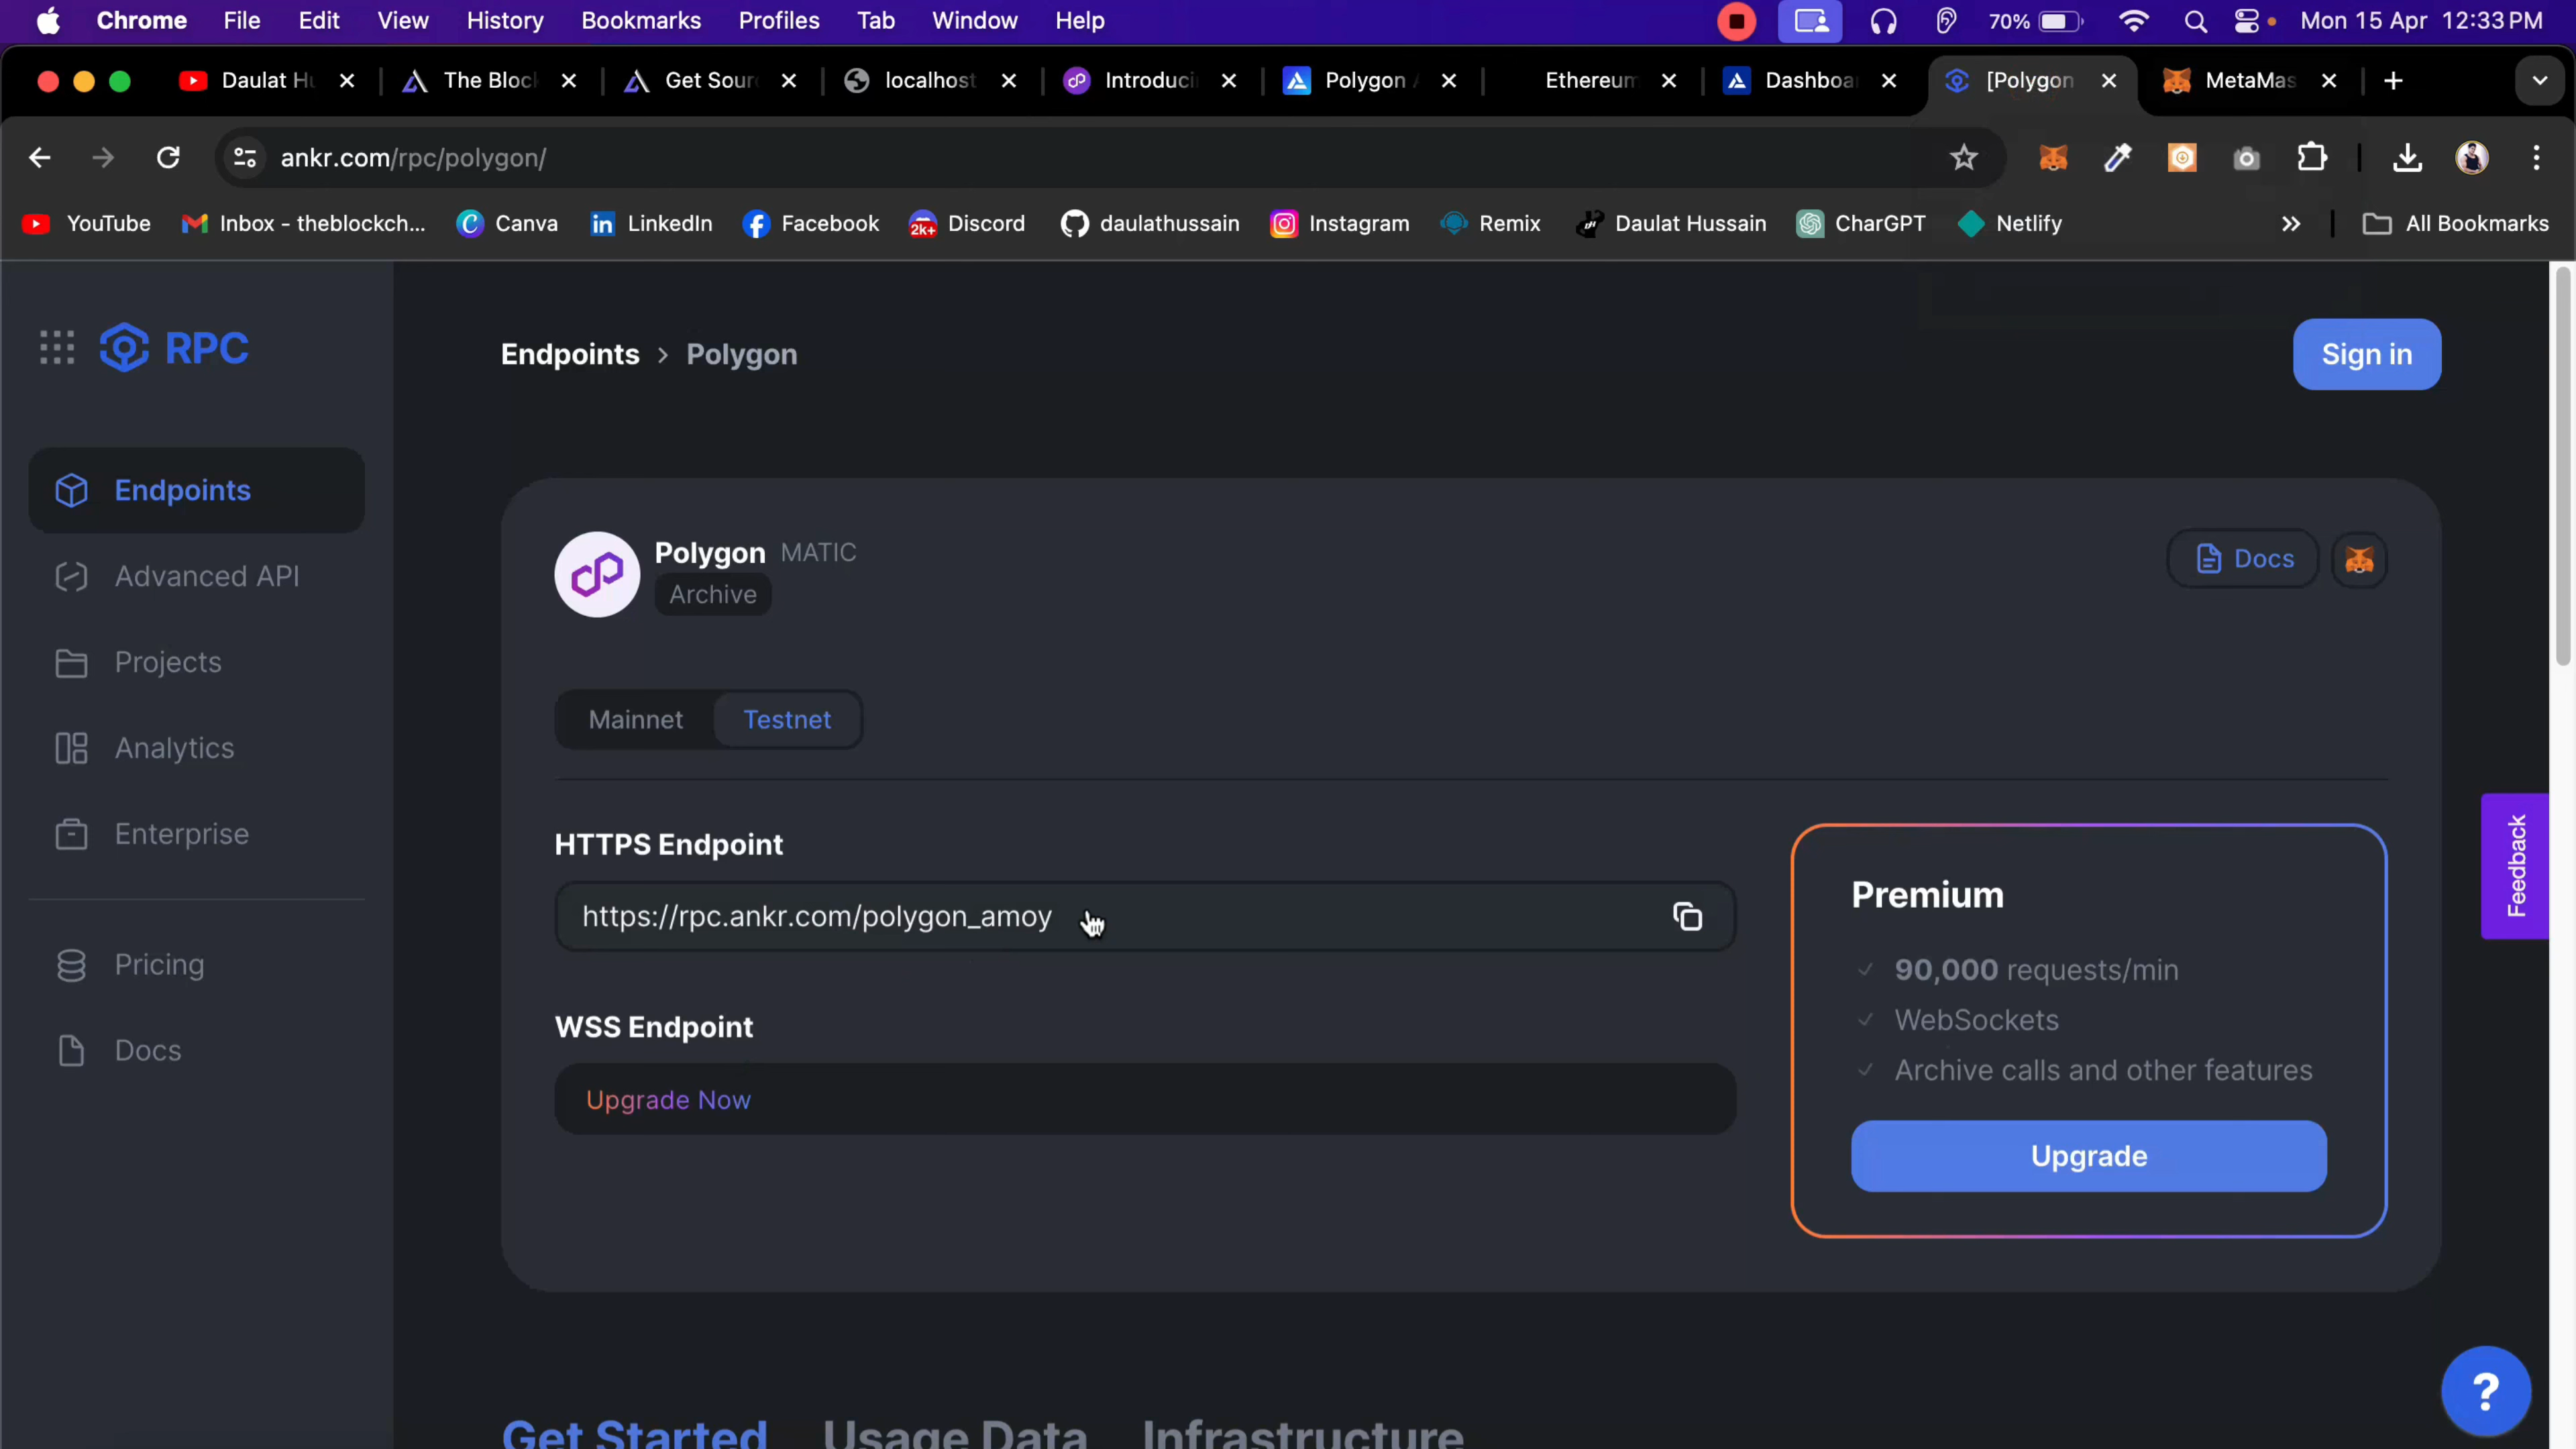 Chrome File Edit View History Bookmarks Profiles Tab Window Help 70% Mon 15 Apr 12:33 PM
Daulat Hu The Block Get Sour localhost Introduci Polygon A Ethereum Dashboar [Polygon MetaMas
ankr.com/rpc/polygon/
YouTube Inbox - theblockch... Canva LinkedIn Facebook 2k+ Discord daulathussain Instagram Remix Daulat Hussain CharGPT Netlify » All Bookmarks
RPC
Endpoints > Polygon
Sign in
Endpoints
Advanced API
Projects
Analytics
Enterprise
Pricing
Docs
Polygon MATIC
Archive
Docs
Mainnet Testnet
HTTPS Endpoint
https://rpc.ankr.com/polygon_amoy
WSS Endpoint
Upgrade Now
Premium
90,000 requests/min
WebSockets
Archive calls and other features
Upgrade
Feedback
?
Get Started Usage Data Infrastructure